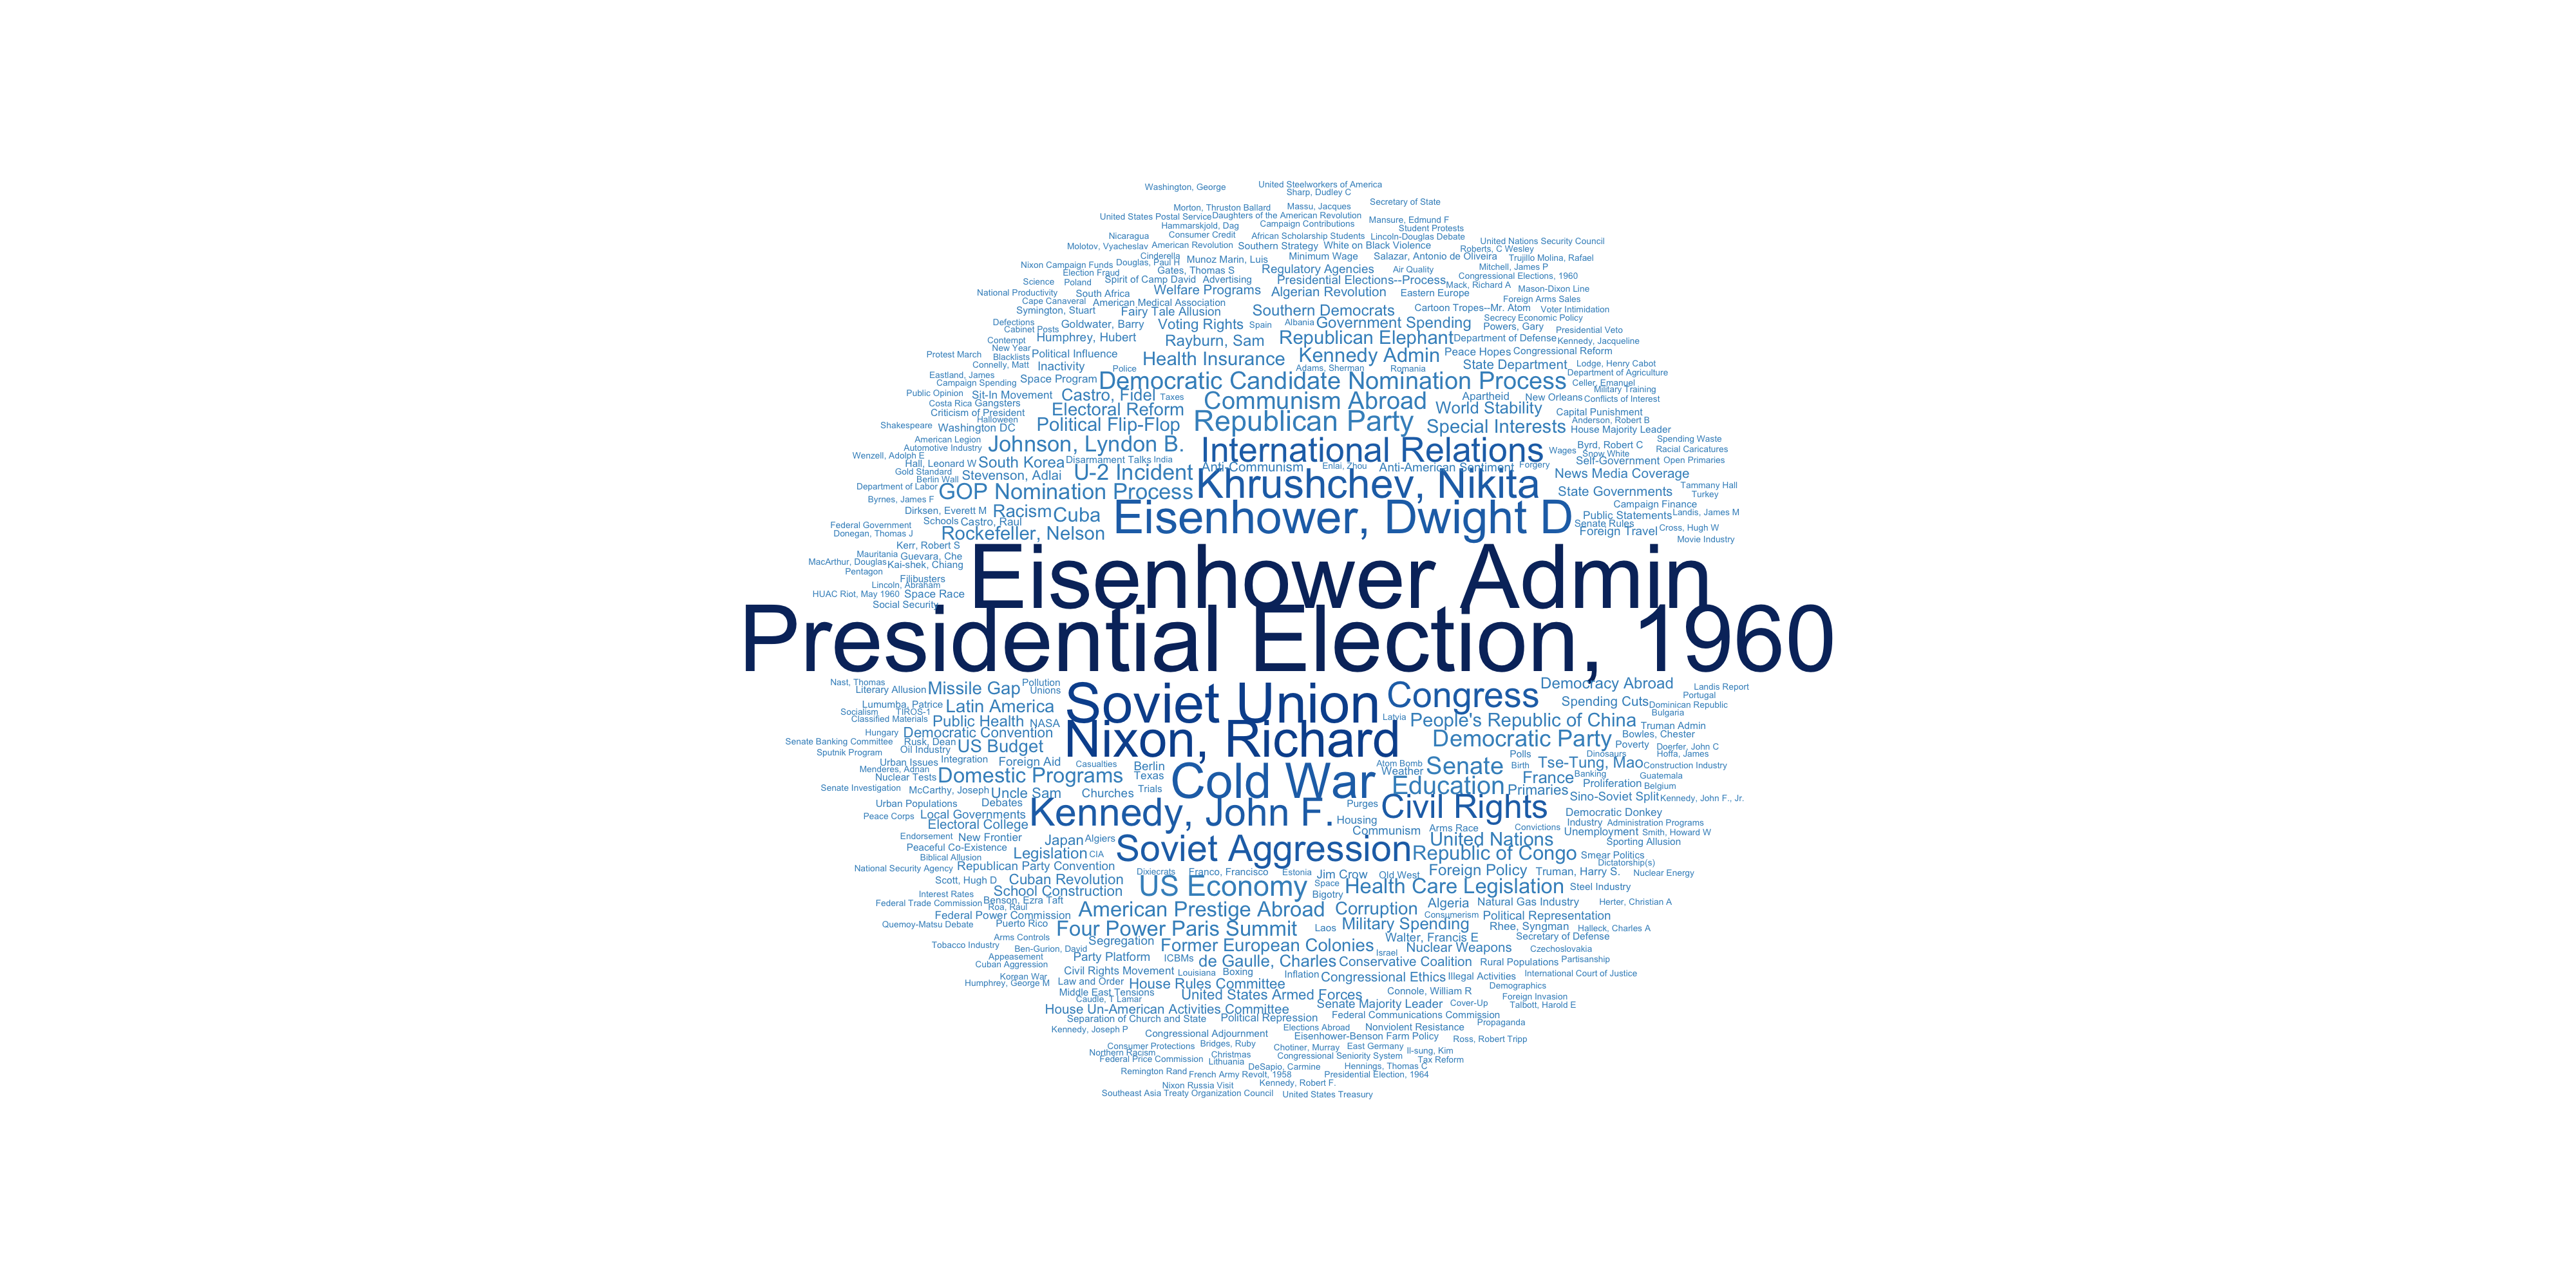 Washington, George United Steelworkers of America
Sharp, Dudley C
Secretary of State
Morton, Thruston Ballard Massu, Jacques
United States Postal Service Daughters of the American Revolution
Hammarskjold, Dag Campaign Contributions Mansure, Edmund F
Student Protests
Nicaragua Consumer Credit African Scholarship Students Lincoln-Douglas Debate
Molotov, Vyacheslav American Revolution Southern Strategy White on Black Violence United Nations Security Council
Roberts, C Wesley
Cinderella Minimum Wage Salazar, Antonio de Oliveira Trujillo Molina, Rafael
Nixon Campaign Funds Douglas, Paul H Munoz Marin, Luis
Election Fraud Gates, Thomas S Regulatory Agencies Air Quality Mitchell, James P
Congressional Elections, 1960
Science Poland Spirit of Camp David Advertising Presidential Elections--Process Mack, Richard A
National Productivity South Africa Welfare Programs Algerian Revolution Eastern Europe Mason-Dixon Line
Cape Canaveral American Medical Association Foreign Arms Sales
Symington, Stuart Fairy Tale Allusion Southern Democrats Cartoon Tropes--Mr. Atom Voter Intimidation
Secrecy Economic Policy
Defections Goldwater, Barry Voting Rights Spain Albania Government Spending Powers, Gary
Cabinet Posts Presidential Veto
Contempt Humphrey, Hubert Rayburn, Sam Republican Elephant Department of Defense Kennedy, Jacqueline
New Year
Protest March Blacklists Political Influence Health Insurance Kennedy Admin Peace Hopes Congressional Reform
Connelly, Matt Inactivity Police Adams, Sherman Romania State Department Lodge, Henry Cabot
Eastland, James Department of Agriculture
Campaign Spending Space Program Democratic Candidate Nomination Process Celler, Emanuel
Military Training
Public Opinion Sit-In Movement Castro, Fidel Taxes Communism Abroad Apartheid New Orleans Conflicts of Interest
Costa Rica Gangsters
Criticism of President Electoral Reform World Stability Capital Punishment
Halloween Anderson, Robert B
Shakespeare Washington DC Political Flip-Flop Republican Party Special Interests House Majority Leader
American Legion Spending Waste
Automotive Industry Johnson, Lyndon B. International Relations Wages Byrd, Robert C Racial Caricatures
Wenzell, Adolph E Snow White
Hall, Leonard W South Korea Disarmament Talks India Anti-Communism Enlai, Zhou Anti-American Sentiment Forgery Self-Government Open Primaries
Gold Standard Stevenson, Adlai U-2 Incident News Media Coverage
Berlin Wall
Department of Labor GOP Nomination Process Khrushchev, Nikita State Governments Tammany Hall
Turkey
Byrnes, James F Campaign Finance
Dirksen, Everett M Racism Cuba Eisenhower, Dwight D Public Statements Landis, James M
Federal Government Schools Castro, Raul Senate Rules Cross, Hugh W
Donegan, Thomas J Rockefeller, Nelson Foreign Travel
Movie Industry
Kerr, Robert S
Mauritania Guevara, Che
MacArthur, Douglas Kai-shek, Chiang
Pentagon
Filibusters
Eisenhower Admin
Lincoln, Abraham
HUAC Riot, May 1960 Space Race
Social Security
Presidential Election, 1960
Nast, Thomas Pollution Democracy Abroad
Literary Allusion Missile Gap Unions Soviet Union Congress Landis Report
Portugal
Lumumba, Patrice Latin America Spending Cuts Dominican Republic
Socialism TIROS-1 Bulgaria
Classified Materials Public Health NASA Latvia People's Republic of China
Truman Admin
Hungary Democratic Convention Nixon, Richard Democratic Party Bowles, Chester
Senate Banking Committee Rusk, Dean Poverty Doerfer, John C
Sputnik Program Oil Industry US Budget Polls Dinosaurs Hoffa, James
Urban Issues Integration Foreign Aid Casualties Berlin Atom Bomb Senate Birth Tse-Tung, Mao Construction Industry
Menderes, Adnan Weather
Nuclear Tests Domestic Programs Texas Cold War France Banking Guatemala
Senate Investigation McCarthy, Joseph Uncle Sam Churches Trials Education Primaries Proliferation Belgium
Sino-Soviet Split Kennedy, John F., Jr.
Urban Populations Debates Purges Civil Rights
Peace Corps Local Governments Kennedy, John F. Democratic Donkey
Electoral College Housing Industry Administration Programs
Endorsement New Frontier Communism Arms Race Convictions Unemployment Smith, Howard W
Peaceful Co-Existence Japan Algiers United Nations Sporting Allusion
Biblical Allusion Legislation CIA Soviet Aggression Republic of Congo Smear Politics
Dictatorship(s)
National Security Agency Republican Party Convention Dixiecrats Franco, Francisco Estonia Jim Crow Old West Foreign Policy Truman, Harry S. Nuclear Energy
Scott, Hugh D Cuban Revolution US Economy Space Health Care Legislation Steel Industry
Interest Rates School Construction Bigotry
Federal Trade Commission Benson, Ezra Taft Algeria Natural Gas Industry Herter, Christian A
Roa, Raul
Federal Power Commission American Prestige Abroad Corruption Consumerism Political Representation
Quemoy-Matsu Debate Puerto Rico Four Power Paris Summit Laos Military Spending Rhee, Syngman Halleck, Charles A
Arms Controls Segregation Walter, Francis E Secretary of Defense
Tobacco Industry Ben-Gurion, David Former European Colonies Israel Nuclear Weapons Czechoslovakia
Appeasement Party Platform ICBMs de Gaulle, Charles Conservative Coalition Rural Populations Partisanship
Cuban Aggression
Korean War Civil Rights Movement Louisiana Boxing Inflation Congressional Ethics Illegal Activities International Court of Justice
Humphrey, George M Law and Order House Rules Committee Demographics
Middle East Tensions United States Armed Forces Connole, William R Foreign Invasion
Caudle, T Lamar Senate Majority Leader Cover-Up Talbott, Harold E
House Un-American Activities Committee
Separation of Church and State Political Repression Federal Communications Commission
Kennedy, Joseph P Elections Abroad Nonviolent Resistance Propaganda
Congressional Adjournment Eisenhower-Benson Farm Policy Ross, Robert Tripp
Consumer Protections Bridges, Ruby Chotiner, Murray East Germany Il-sung, Kim
Northern Racism Christmas Congressional Seniority System Tax Reform
Federal Price Commission Lithuania
Remington Rand DeSapio, Carmine Hennings, Thomas C
French Army Revolt, 1958 Presidential Election, 1964
Nixon Russia Visit Kennedy, Robert F.
Southeast Asia Treaty Organization Council United States Treasury